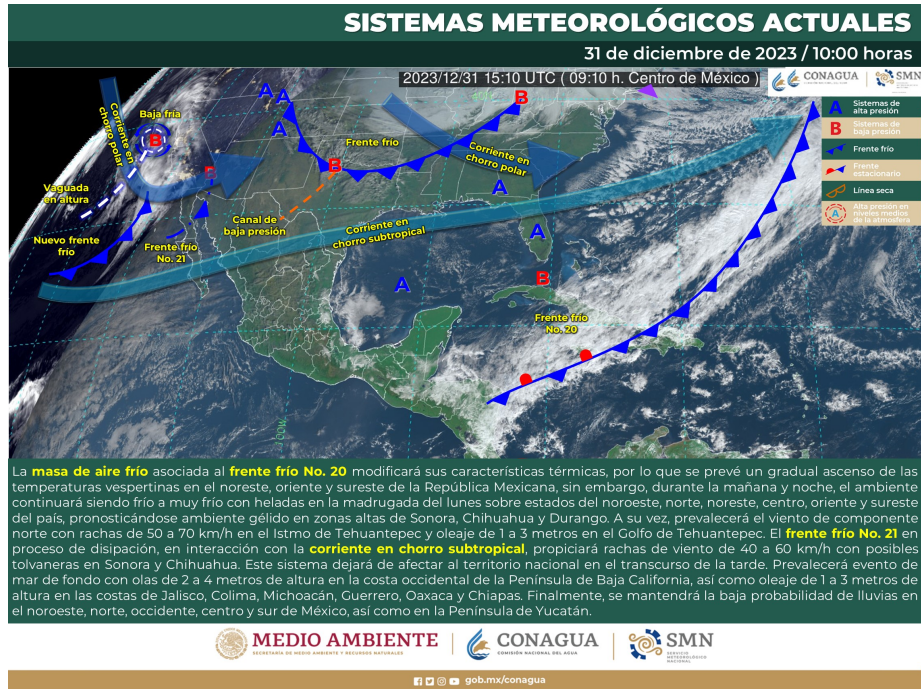 SISTEMAS METEOROLÓGICOS ACTUALES
31 de diciembre de 2023 / 10:00 horas
2023/12/31 15:10 UTC ( 09:10 h. Centro de México )
CONAGUA
SMN
A
Sistemas de
alta presión
B
Sistemas de
baja presión
Frente frío
Frente
estacionario
Línea seca
A
Alta presión en
niveles medios
de la atmosfera
Corriente en
chorro polar
Baja fría
B
Vaguada
en altura
Nuevo frente
frío
B
Frente frío
No. 21
A
A
A
Canal de
baja presión
Frente frío
B
B
Corriente en
chorro polar
Corriente en
chorro subtropical
A
A
A
B
Frente frío
No. 20
La masa de aire frío asociada al frente frío No. 20 modificará sus características térmicas, por lo que se prevé un gradual ascenso de las
temperaturas vespertinas en el noreste, oriente y sureste de la República Mexicana, sin embargo, durante la mañana y noche, el ambiente
continuará siendo frío a muy frío con heladas en la madrugada del lunes sobre estados del noroeste, norte, noreste, centro, oriente y sureste
del país, pronosticándose ambiente gélido en zonas altas de Sonora, Chihuahua y Durango. A su vez, prevalecerá el viento de componente
norte con rachas de 50 a 70 km/h en el Istmo de Tehuantepec y oleaje de 1 a 3 metros en el Golfo de Tehuantepec. El frente frío No. 21 en
proceso de disipación, en interacción con la corriente en chorro subtropical, propiciará rachas de viento de 40 a 60 km/h con posibles
tolvaneras en Sonora y Chihuahua. Este sistema dejará de afectar al territorio nacional en el transcurso de la tarde. Prevalecerá evento de
mar de fondo con olas de 2 a 4 metros de altura en la costa occidental de la Península de Baja California, así como oleaje de 1 a 3 metros de
altura en las costas de Jalisco, Colima, Michoacán, Guerrero, Oaxaca y Chiapas. Finalmente, se mantendrá la baja probabilidad de lluvias en
el noroeste, norte, occidente, centro y sur de México, así como en la Península de Yucatán.
MEDIO AMBIENTE
SECRETARÍA DE MEDIO AMBIENTE Y RECURSOS NATURALES
CONAGUA
COMISIÓN NACIONAL DEL AGUA
SMN
SERVICIO
METEOROLÓGICO
NACIONAL
gob.mx/conagua